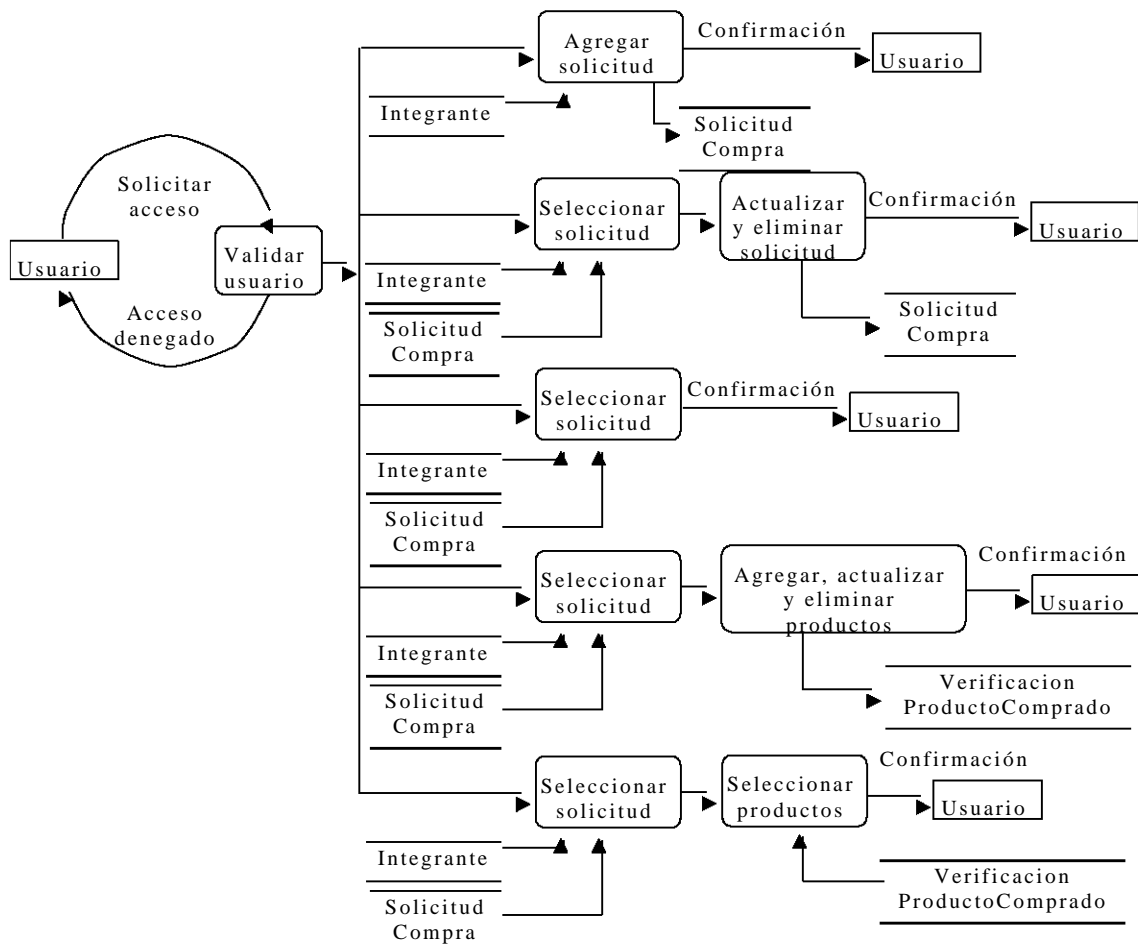 Agregar
solicitud
Confirmación
Usuario
Integrante
Solicitud
Compra
Solicitar
acceso
Usuario
Validar
usuario
Acceso
denegado
Seleccionar
solicitud
Actualizar
y eliminar
solicitud
Confirmación
Usuario
Integrante
Solicitud
Compra
Solicitud
Compra
Seleccionar
solicitud
Confirmación
Usuario
Integrante
Solicitud
Compra
Seleccionar
solicitud
Agregar, actualizar
y eliminar
productos
Confirmación
Usuario
Integrante
Solicitud
Compra
Verificacion
ProductoComprado
Seleccionar
solicitud
Seleccionar
productos
Confirmación
Usuario
Integrante
Solicitud
Compra
Verificacion
ProductoComprado